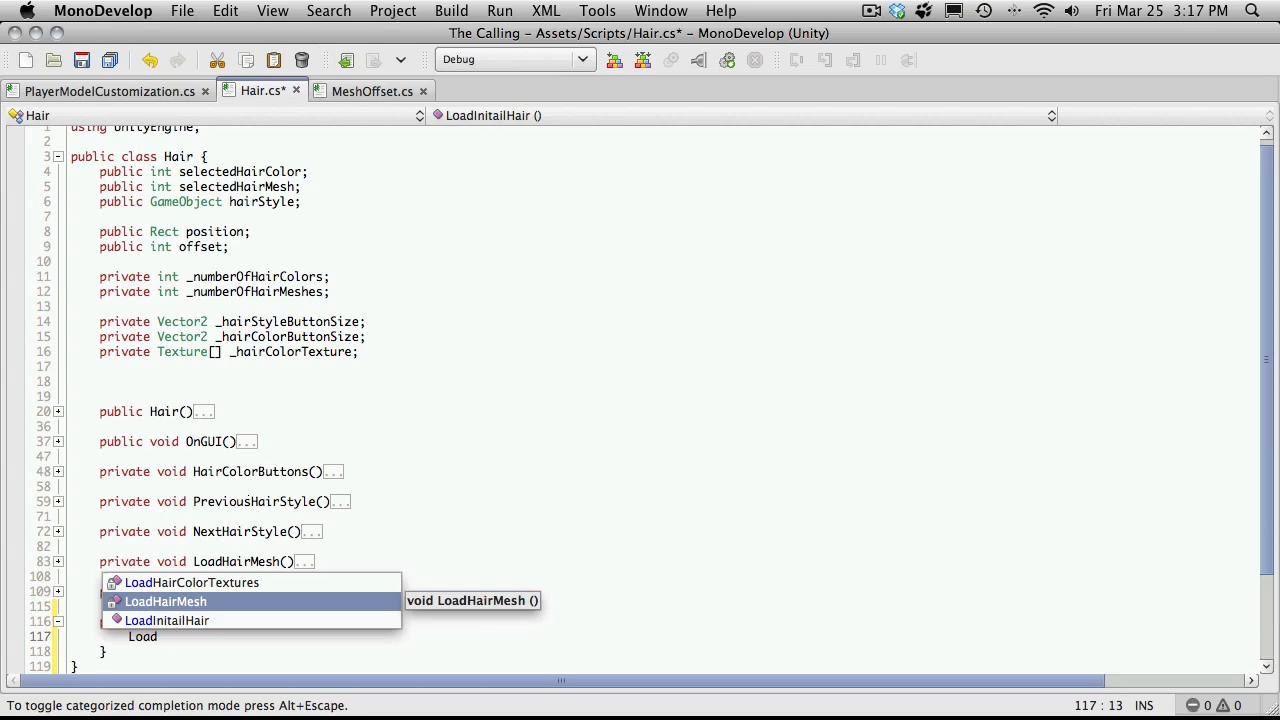 MonoDevelop File Edit View Search Project Build Run XML Tools Window Help Fri Mar 25 3:17 PM
The Calling – Assets/Scripts/Hair.cs* – MonoDevelop (Unity)
Debug
PlayerModelCustomization.cs × Hair.cs* × MeshOffset.cs ×
Hair LoadInitailHair ()
1 using UnityEngine;
2
3 public class Hair {
4 public int selectedHairColor;
5 public int selectedHairMesh;
6 public GameObject hairStyle;
7
8 public Rect position;
9 public int offset;
10
11 private int _numberOfHairColors;
12 private int _numberOfHairMeshes;
13
14 private Vector2 _hairStyleButtonSize;
15 private Vector2 _hairColorButtonSize;
16 private Texture[] _hairColorTexture;
17
18
19
20 public Hair()...
36
37 public void OnGUI()...
47
48 private void HairColorButtons()...
58
59 private void PreviousHairStyle()...
71
72 private void NextHairStyle()...
82
83 private void LoadHairMesh()...
108 LoadHairColorTextures
109 LoadHairMesh void LoadHairMesh ()
115
116 LoadInitailHair
117 Load
118 }
119 }
To toggle categorized completion mode press Alt+Escape. 117 : 13 INS 0 0